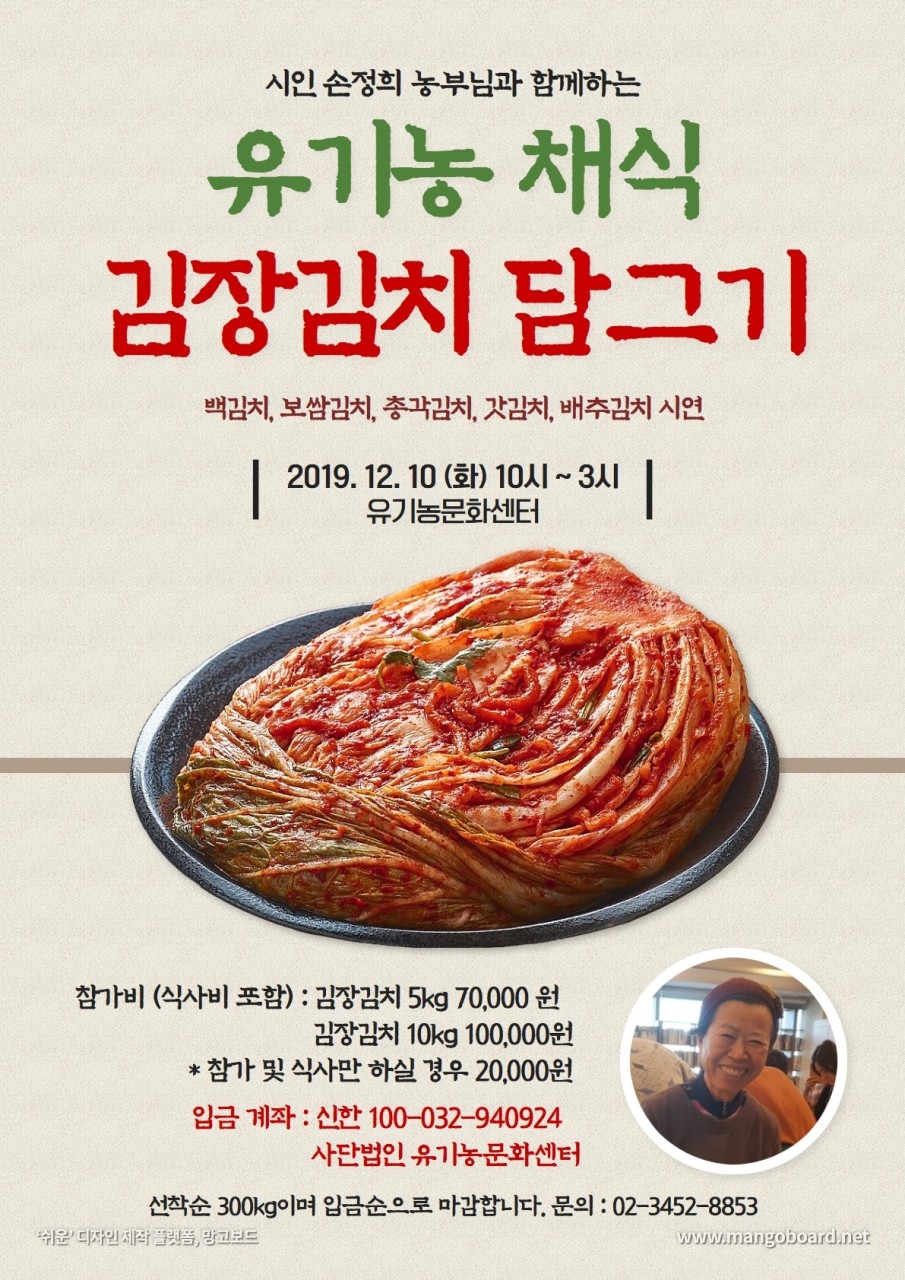 시인 손정희 농부님과 함께하는
유기농 채식
김장김치 담그기
백김치, 보쌈김치, 총각김치, 갓김치, 배추김치 시연
2019. 12. 10 (화) 10시 ~ 3시
유기농문화센터
참가비 (식사비 포함) : 김장김치 5kg 70,000 원
김장김치 10kg 100,000원
* 참가 및 식사만 하실 경우 20,000원
입금 계좌 : 신한 100-032-940924
사단법인 유기농문화센터
선착순 300kg이며 입금순으로 마감합니다. 문의 : 02-3452-8853
'쉬운' 디자인 제작 플랫폼, 망고보드
www.mangoboard.net